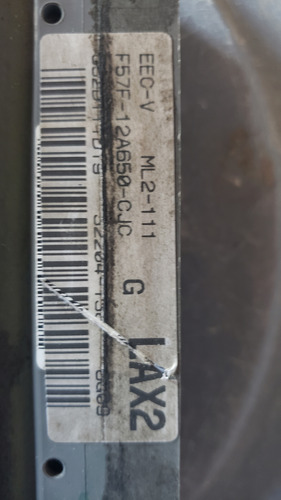 EEC-V ML2-111
F57F-12A650-CJC
G LAX2